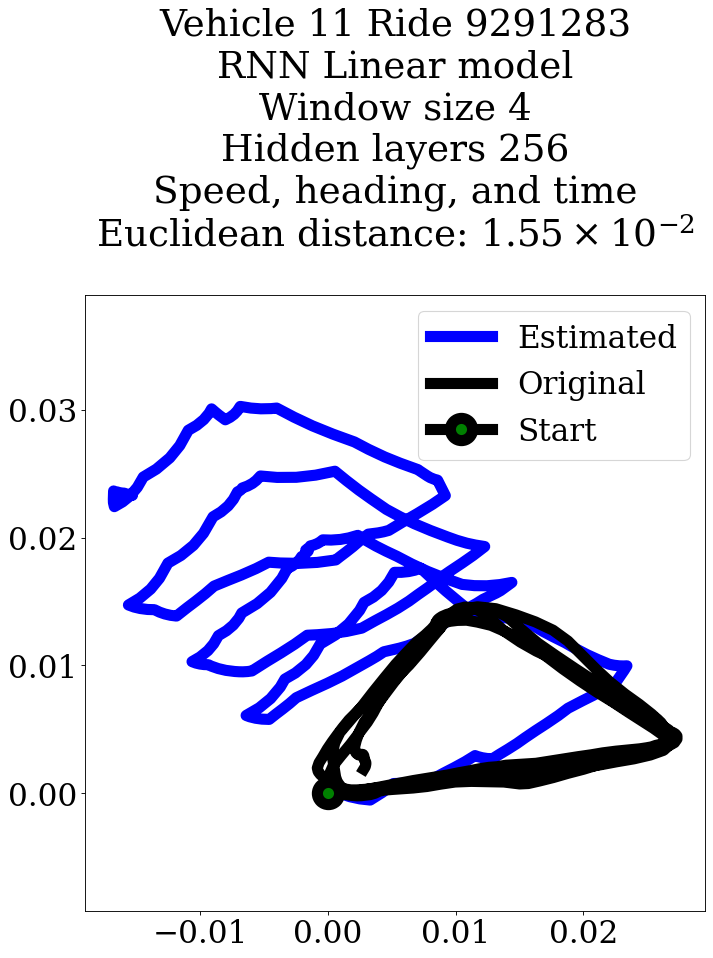 Vehicle 11 Ride 9291283
RNN Linear model
Window size 4
Hidden layers 256
Speed, heading, and time
Euclidean distance: 1.55 × 10⁻²
Estimated
Original
Start
0.03
0.02
0.01
0.00
−0.01 0.00 0.01 0.02